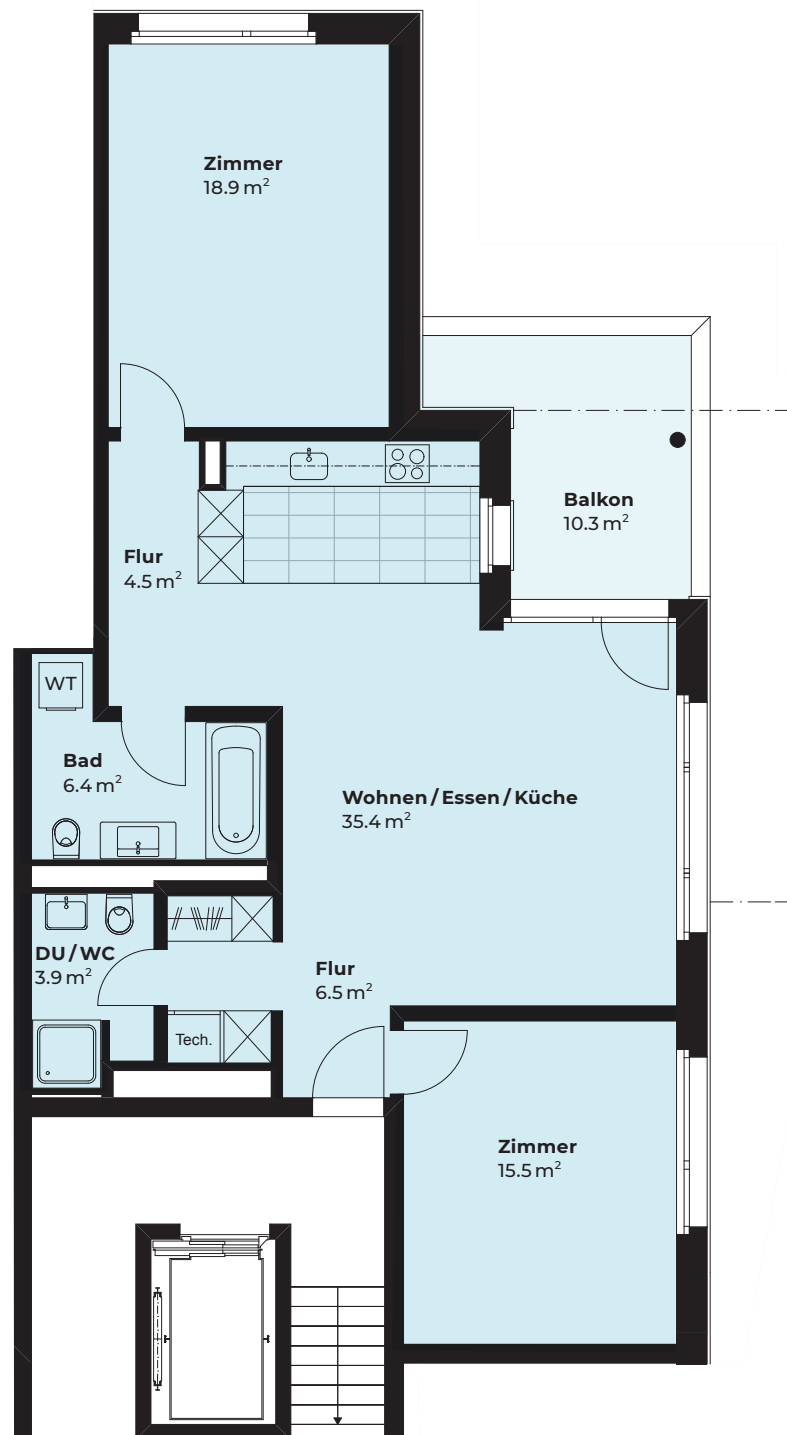 Zimmer
18.9 m²
Balkon
10.3 m²
Flur
4.5 m²
WT
Bad
6.4 m²
Wohnen / Essen / Küche
35.4 m²
DU / WC
3.9 m²
Flur
6.5 m²
Tech.
Zimmer
15.5 m²